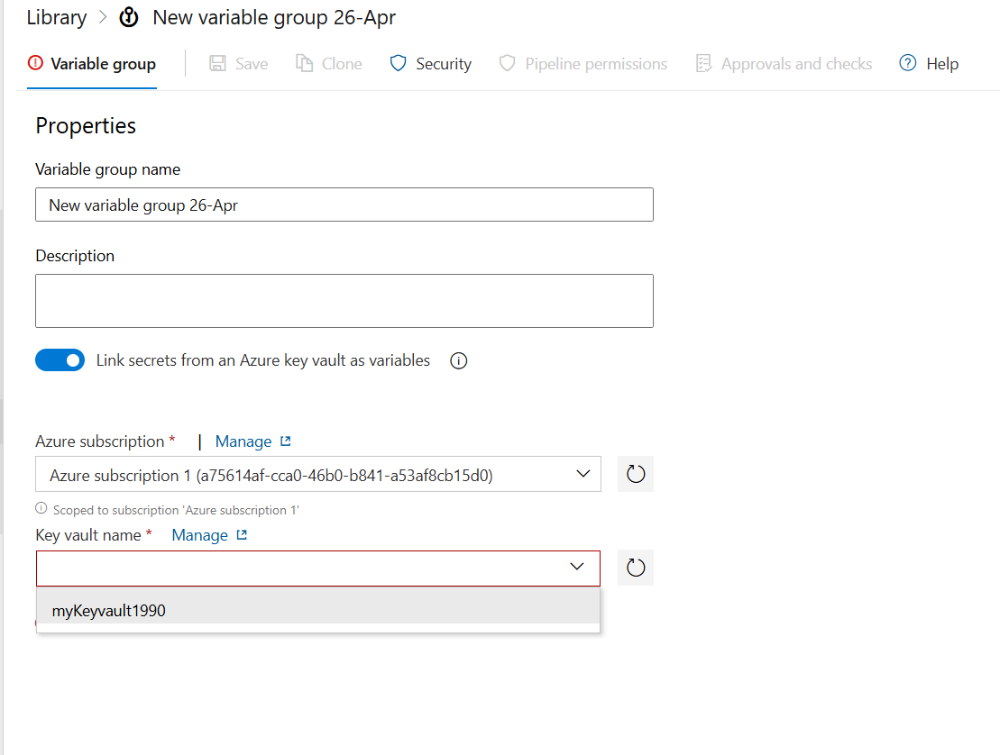 Library > New variable group 26-Apr
Variable group Save Clone Security Pipeline permissions Approvals and checks Help
Properties
Variable group name
New variable group 26-Apr
Description
Link secrets from an Azure key vault as variables
Azure subscription * | Manage
Azure subscription 1 (a75614af-cca0-46b0-b841-a53af8cb15d0)
Scoped to subscription 'Azure subscription 1'
Key vault name * Manage
myKeyvault1990